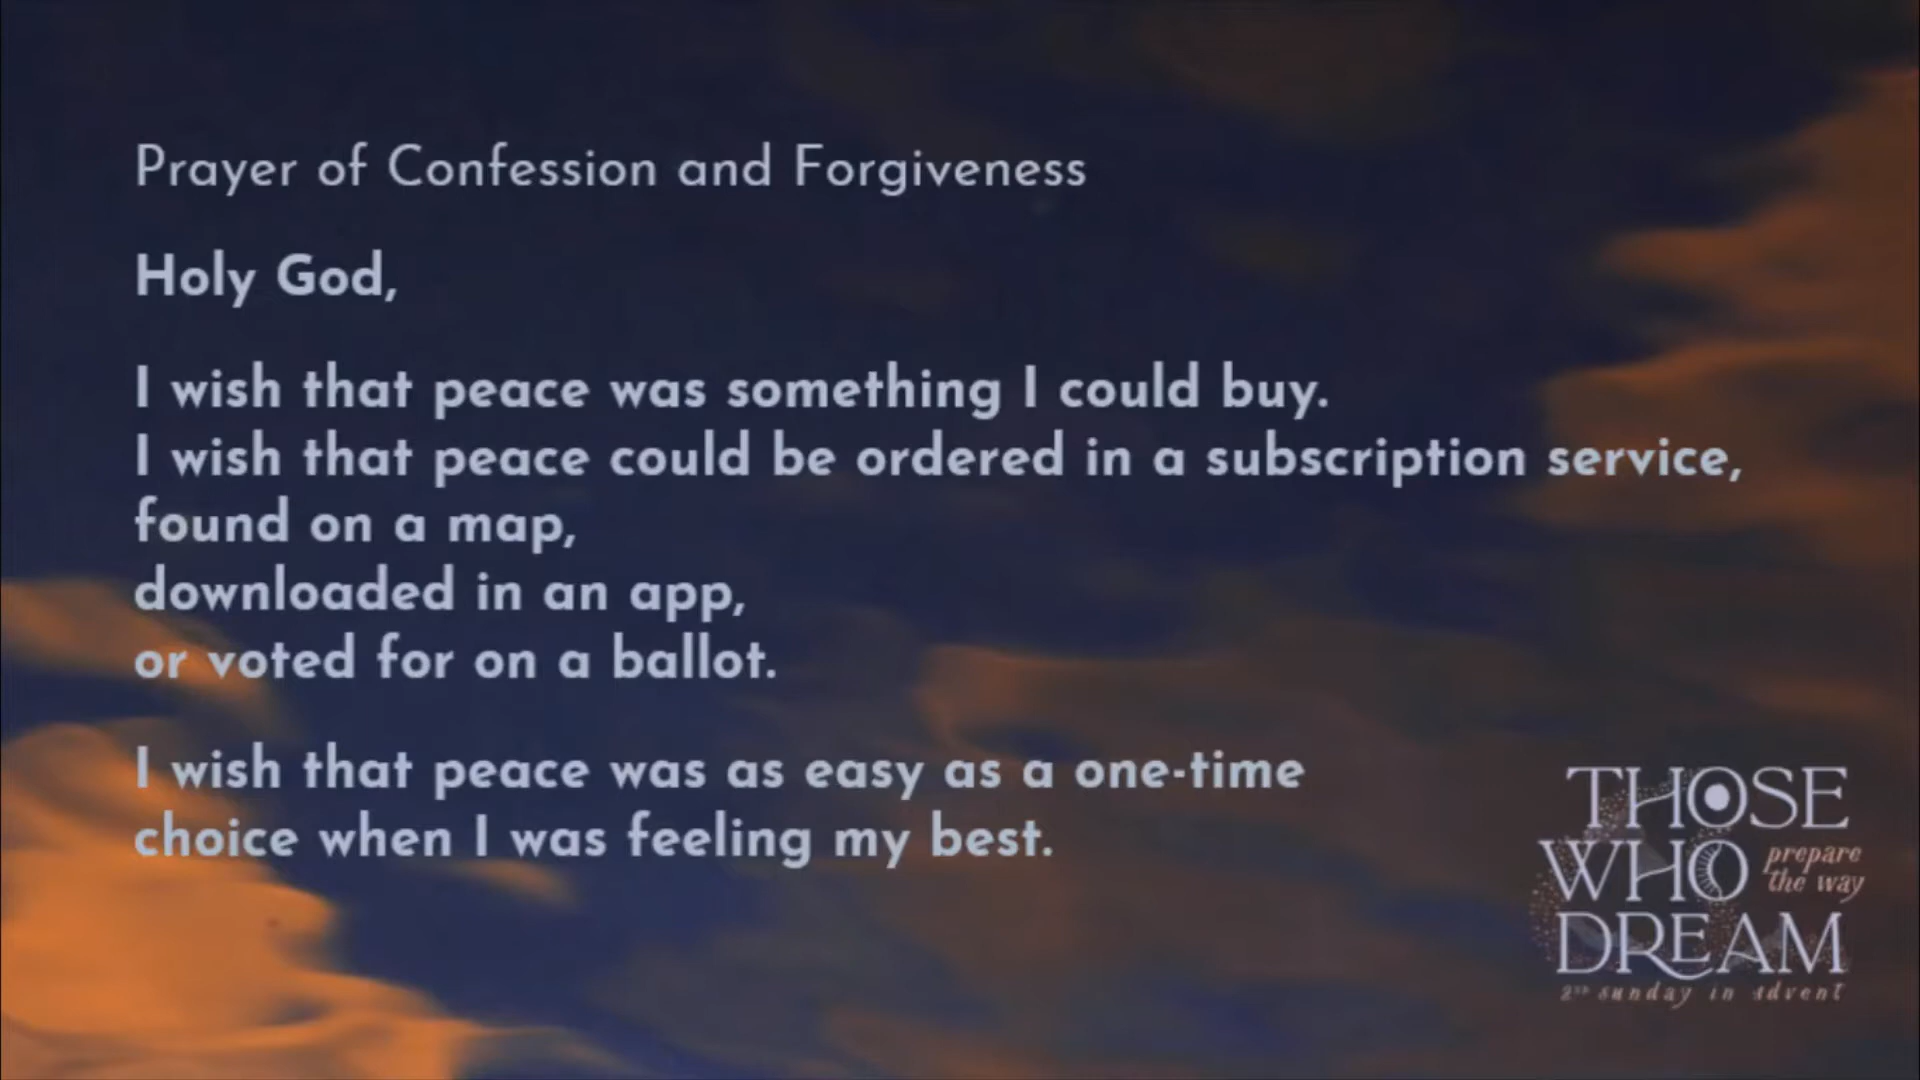 Prayer of Confession and Forgiveness
Holy God,
I wish that peace was something I could buy.
I wish that peace could be ordered in a subscription service,
found on a map,
downloaded in an app,
or voted for on a ballot.
I wish that peace was as easy as a one-time
choice when I was feeling my best.
THOSE
WHO
prepare
the way
DREAM
2ND sunday in advent